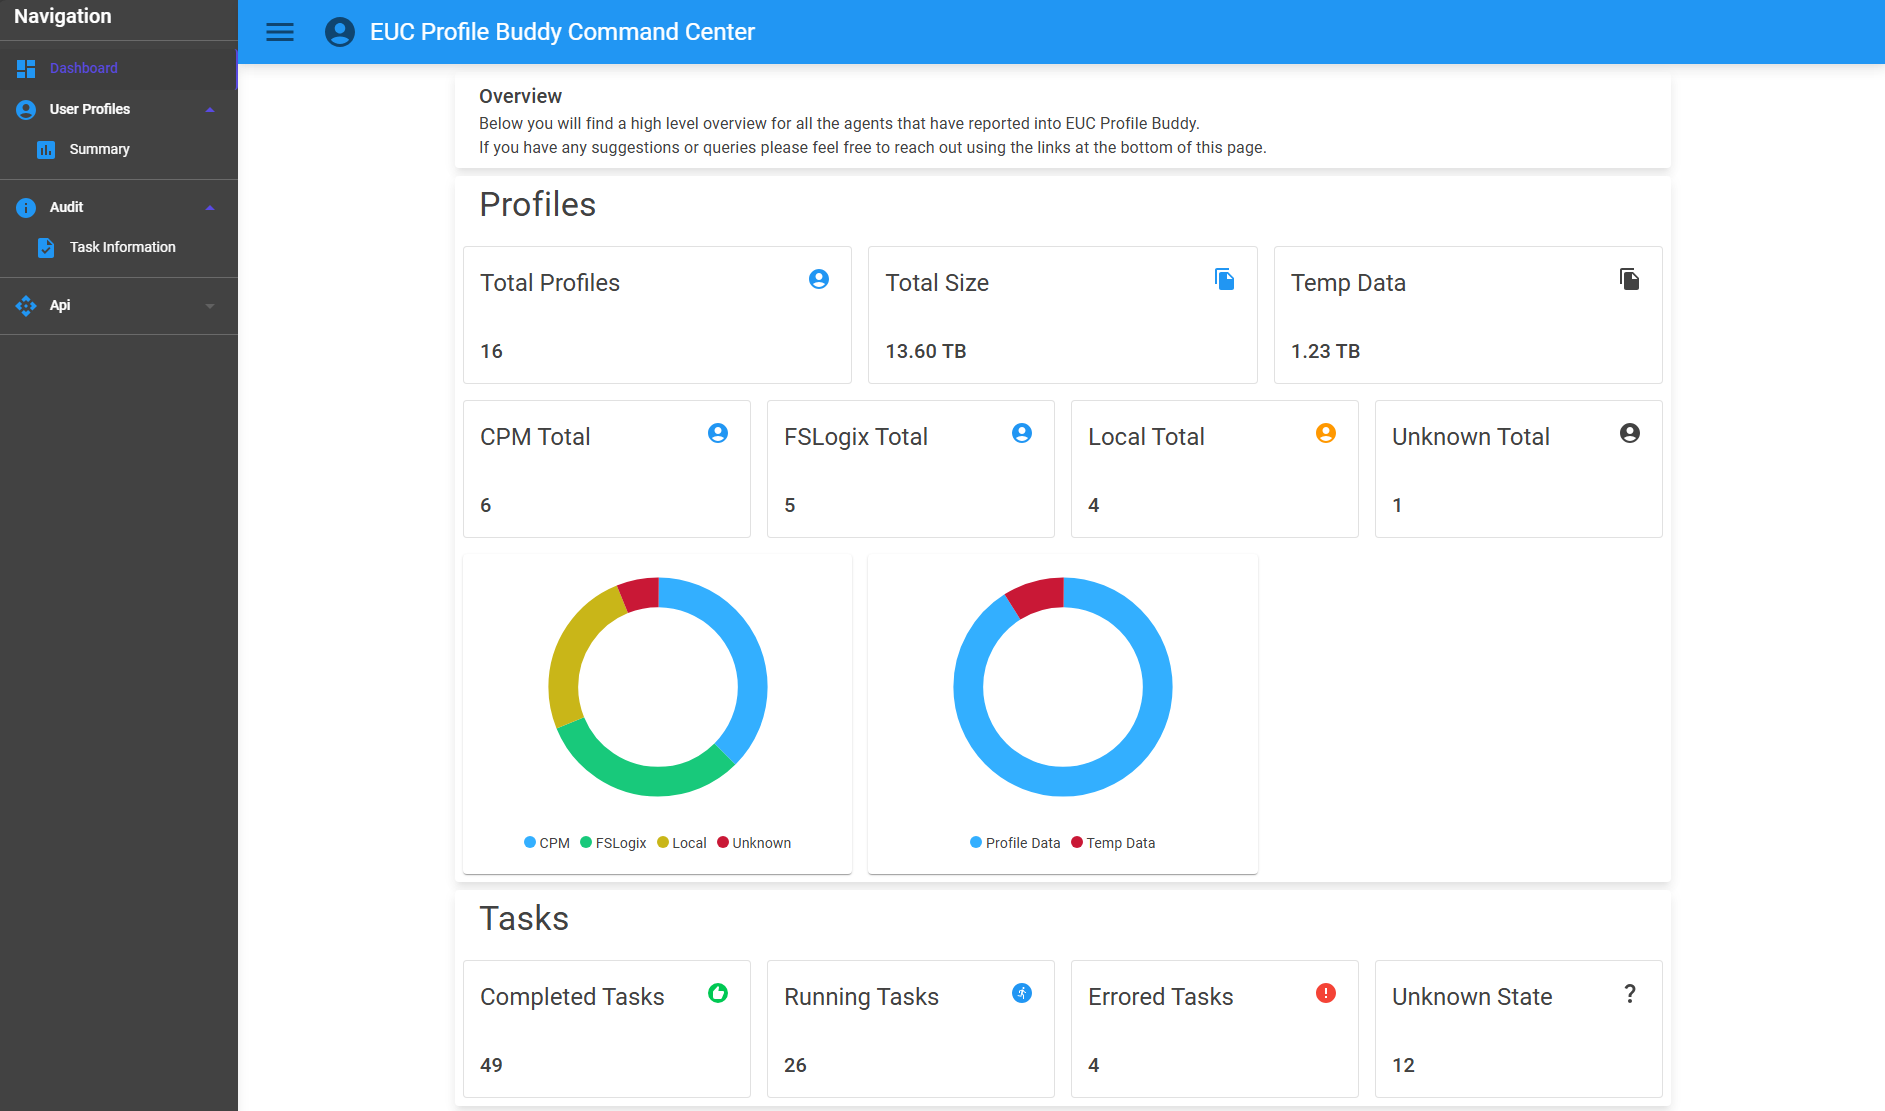 Navigation
Dashboard
User Profiles
Summary
Audit
Task Information
Api
EUC Profile Buddy Command Center
Overview
Below you will find a high level overview for all the agents that have reported into EUC Profile Buddy.
If you have any suggestions or queries please feel free to reach out using the links at the bottom of this page.
Profiles
Total Profiles
16
Total Size
13.60 TB
Temp Data
1.23 TB
CPM Total
6
FSLogix Total
5
Local Total
4
Unknown Total
1
CPM FSLogix Local Unknown
Profile Data Temp Data
Tasks
Completed Tasks
49
Running Tasks
26
Errored Tasks
4
Unknown State
?
12